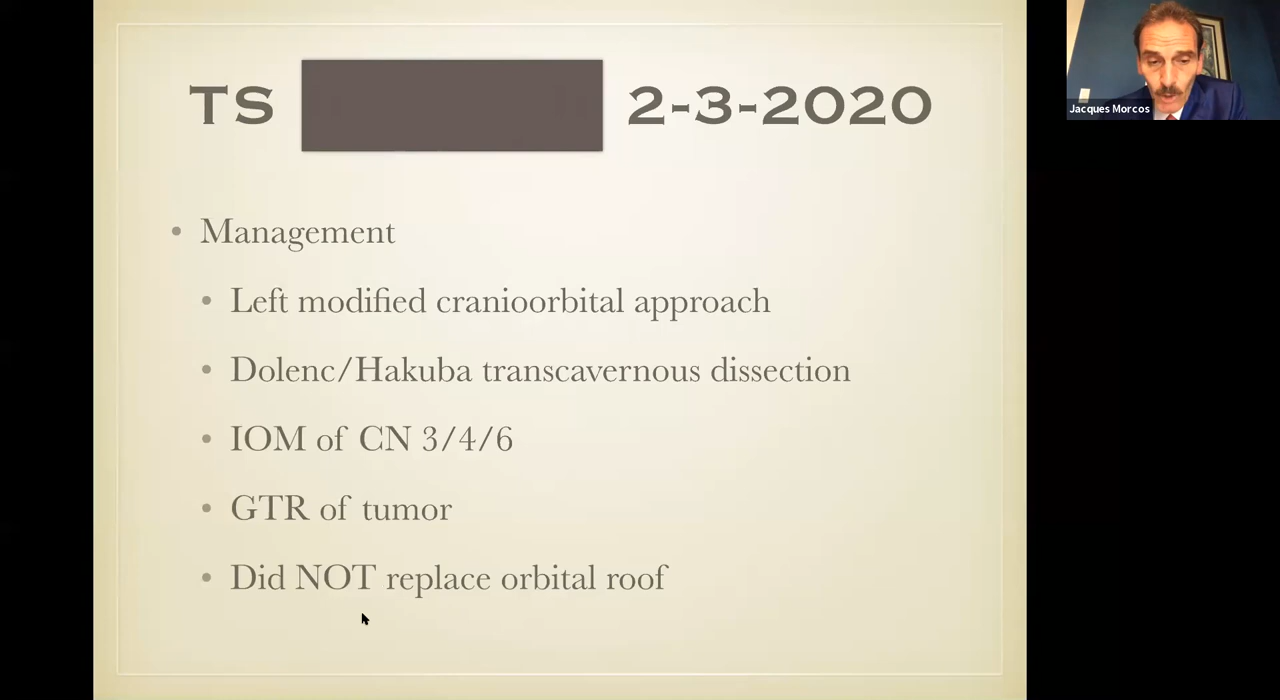 TS 2-3-2020
Jacques Morcos
• Management
• Left modified cranioorbital approach
• Dolenc/Hakuba transcavernous dissection
• IOM of CN 3/4/6
• GTR of tumor
• Did NOT replace orbital roof